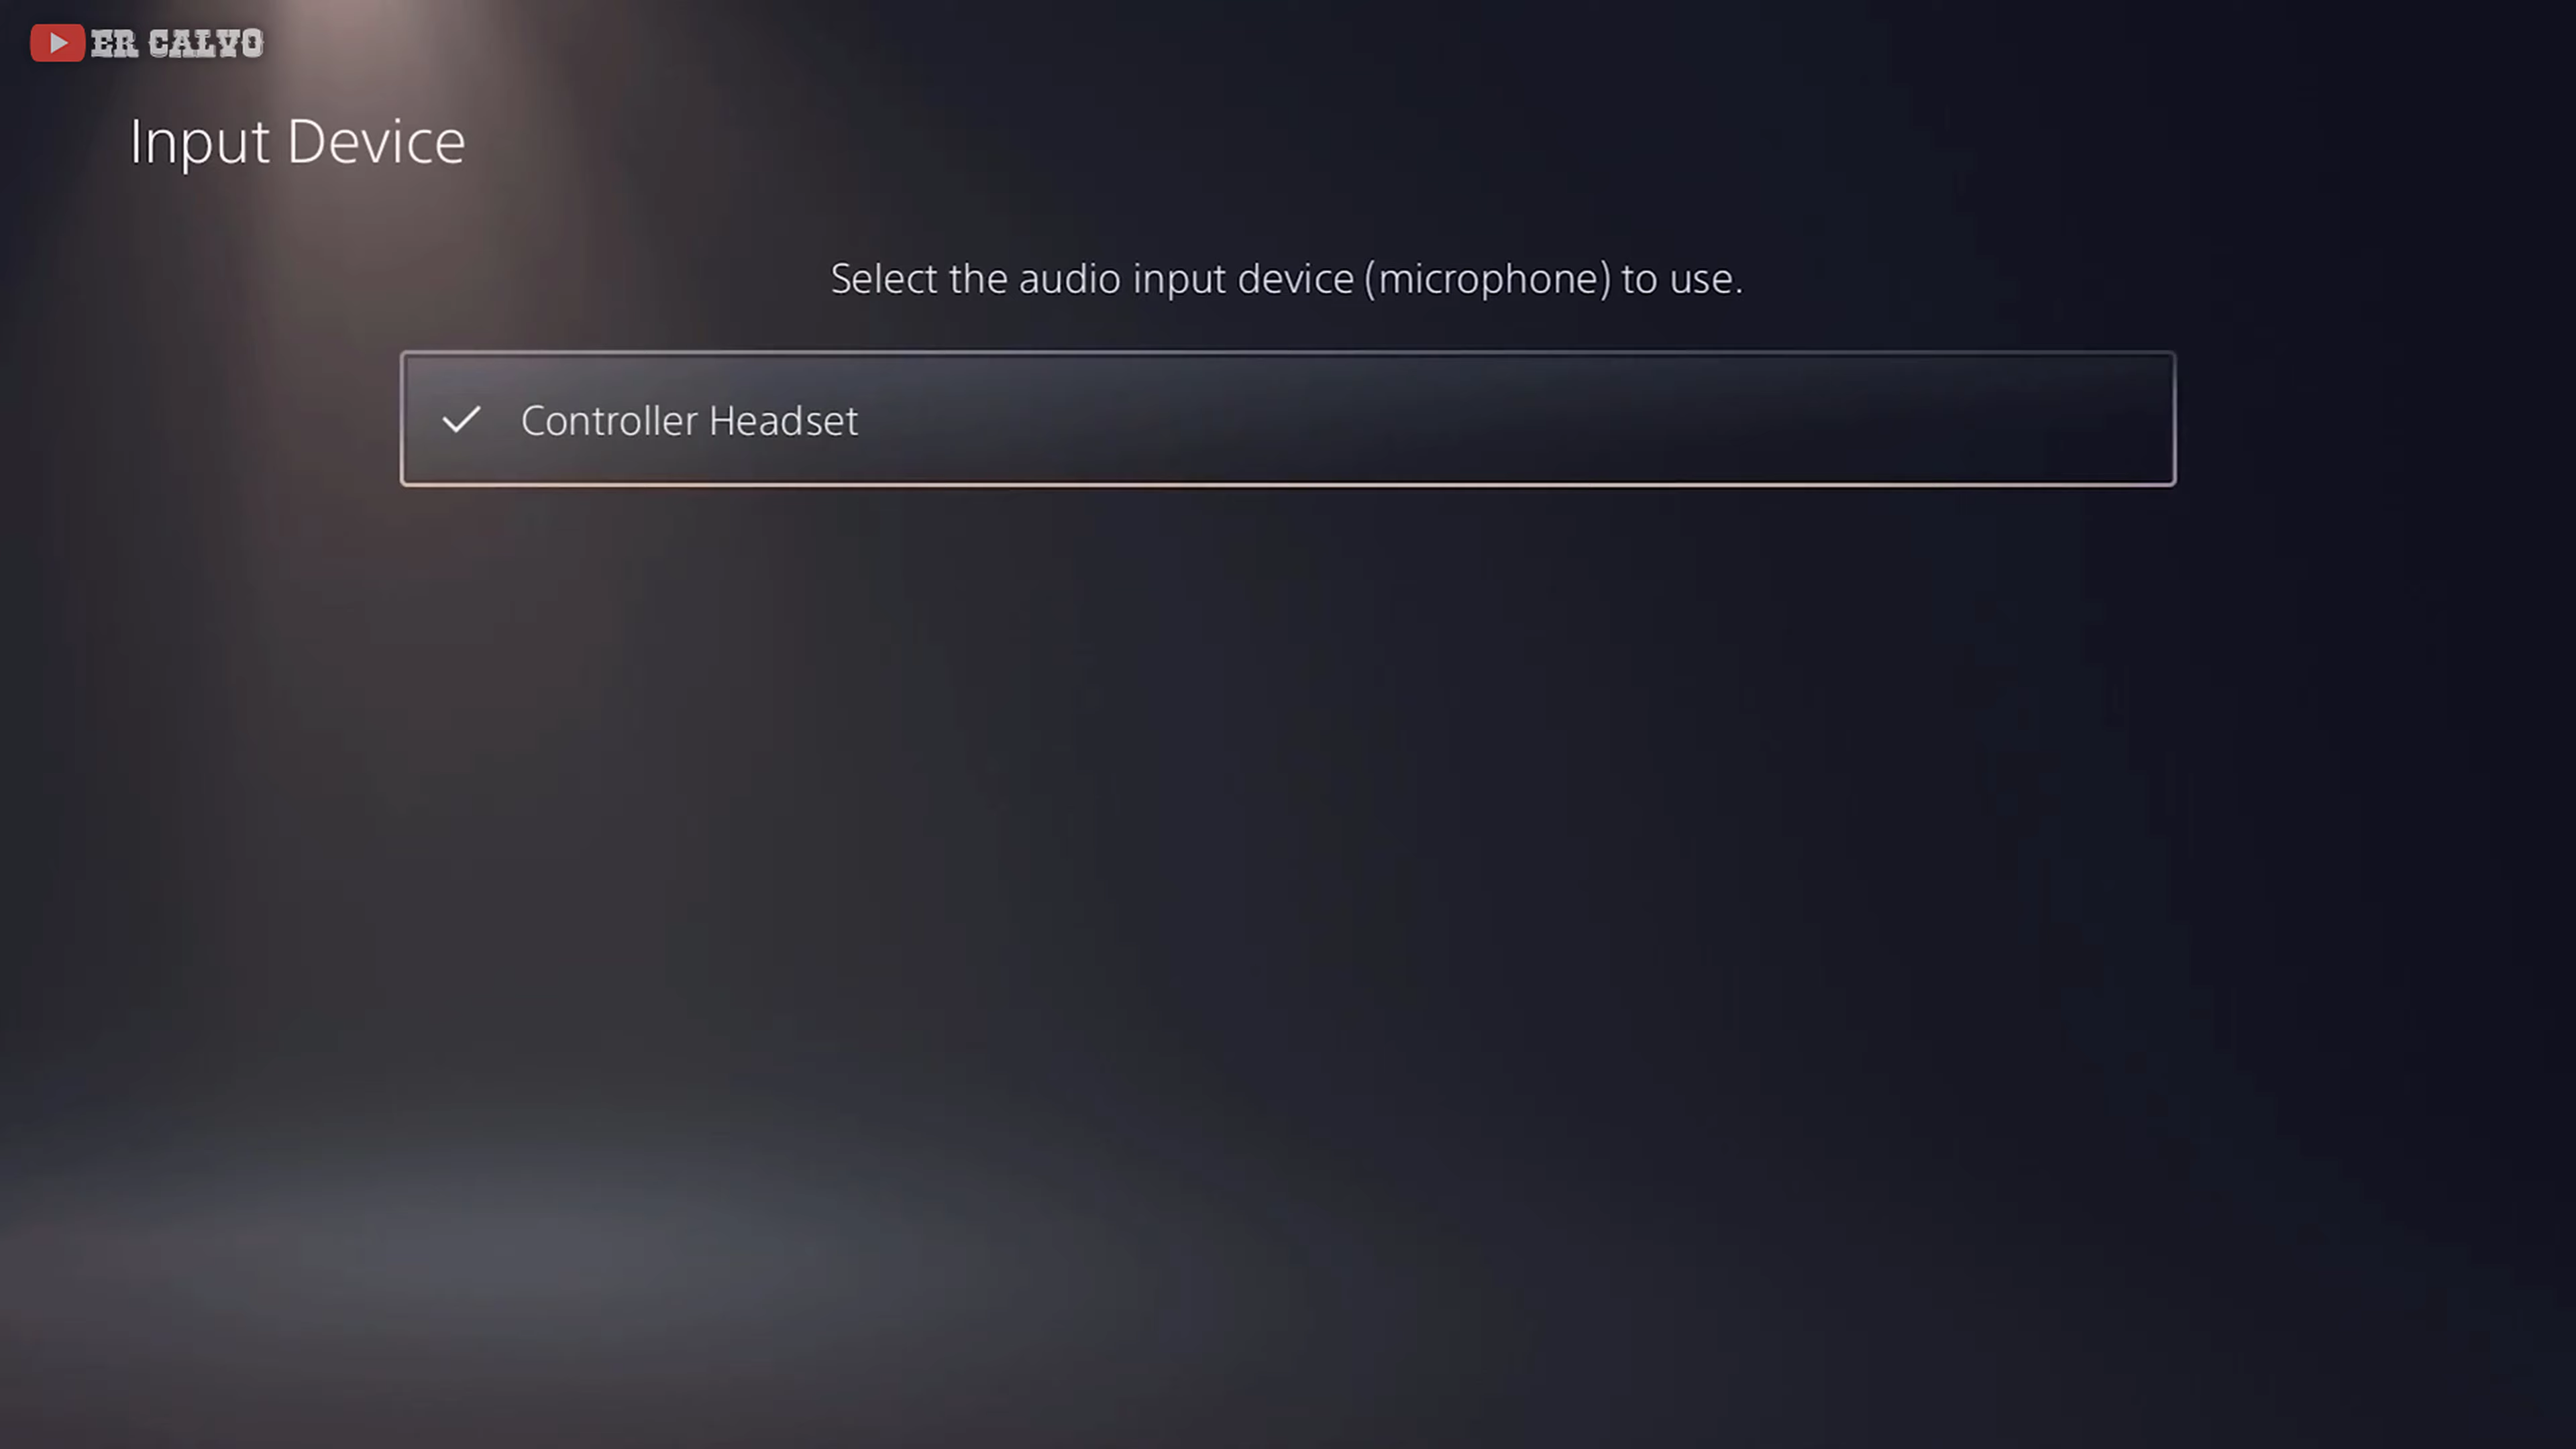 ER CALVO
Input Device
Select the audio input device (microphone) to use.
Controller Headset